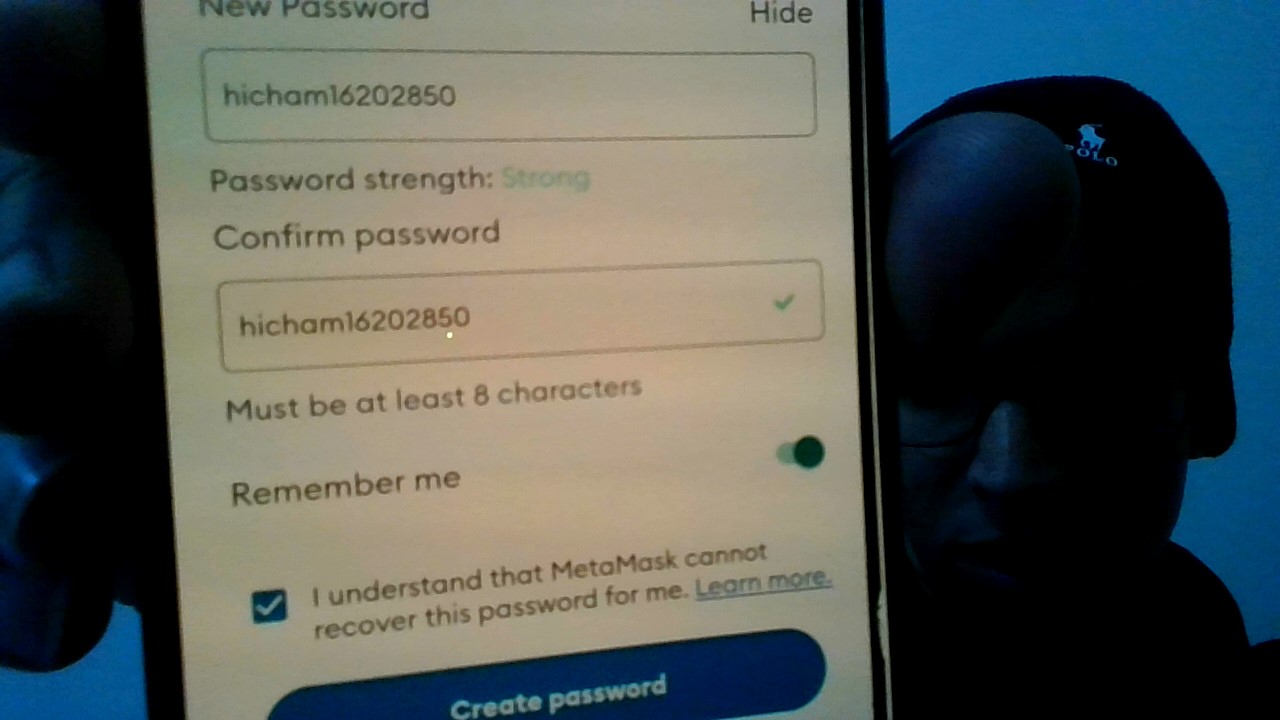 New Password
Hide
hicham16202850
Password strength: Strong
Confirm password
hicham16202850
Must be at least 8 characters
Remember me
I understand that MetaMask cannot
recover this password for me. Learn more.
Create password
POLO